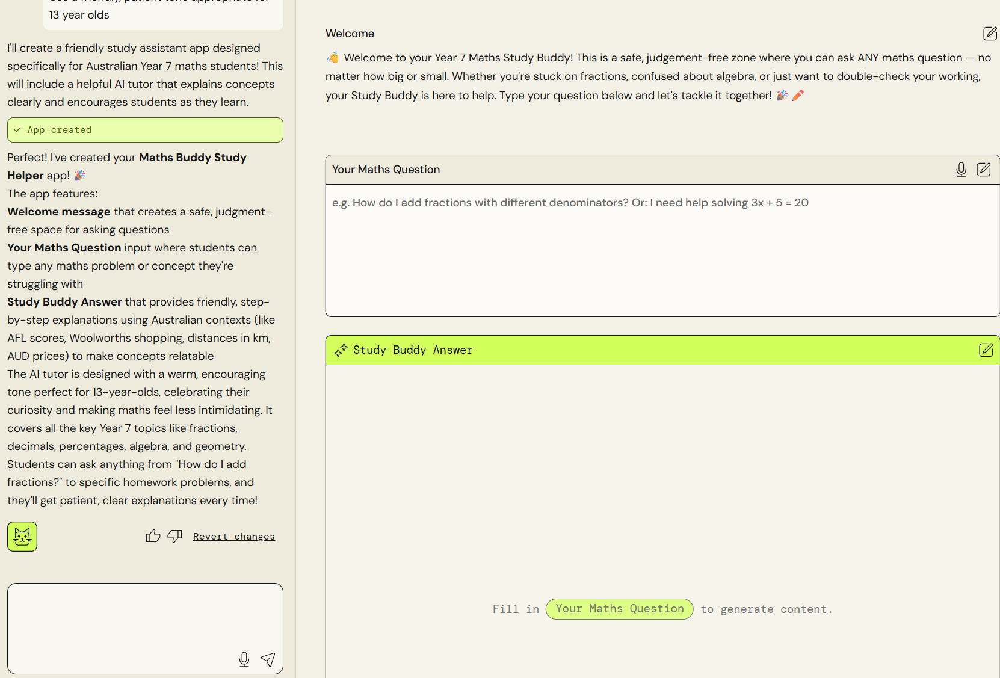 13 year olds
I'll create a friendly study assistant app designed
specifically for Australian Year 7 maths students! This
will include a helpful AI tutor that explains concepts
clearly and encourages students as they learn.
✓ App created
Perfect! I've created your Maths Buddy Study
Helper app! 🎉
The app features:
Welcome message that creates a safe, judgment-
free space for asking questions
Your Maths Question input where students can
type any maths problem or concept they're
struggling with
Study Buddy Answer that provides friendly, step-
by-step explanations using Australian contexts (like
AFL scores, Woolworths shopping, distances in km,
AUD prices) to make concepts relatable
The AI tutor is designed with a warm, encouraging
tone perfect for 13-year-olds, celebrating their
curiosity and making maths feel less intimidating. It
covers all the key Year 7 topics like fractions,
decimals, percentages, algebra, and geometry.
Students can ask anything from "How do I add
fractions?" to specific homework problems, and
they'll get patient, clear explanations every time!
Revert changes
Welcome
👋 Welcome to your Year 7 Maths Study Buddy! This is a safe, judgement-free zone where you can ask ANY maths question — no
matter how big or small. Whether you're stuck on fractions, confused about algebra, or just want to double-check your working,
your Study Buddy is here to help. Type your question below and let's tackle it together! 🎉 ✏️
Your Maths Question
e.g. How do I add fractions with different denominators? Or: I need help solving 3x + 5 = 20
Study Buddy Answer
Fill in Your Maths Question to generate content.